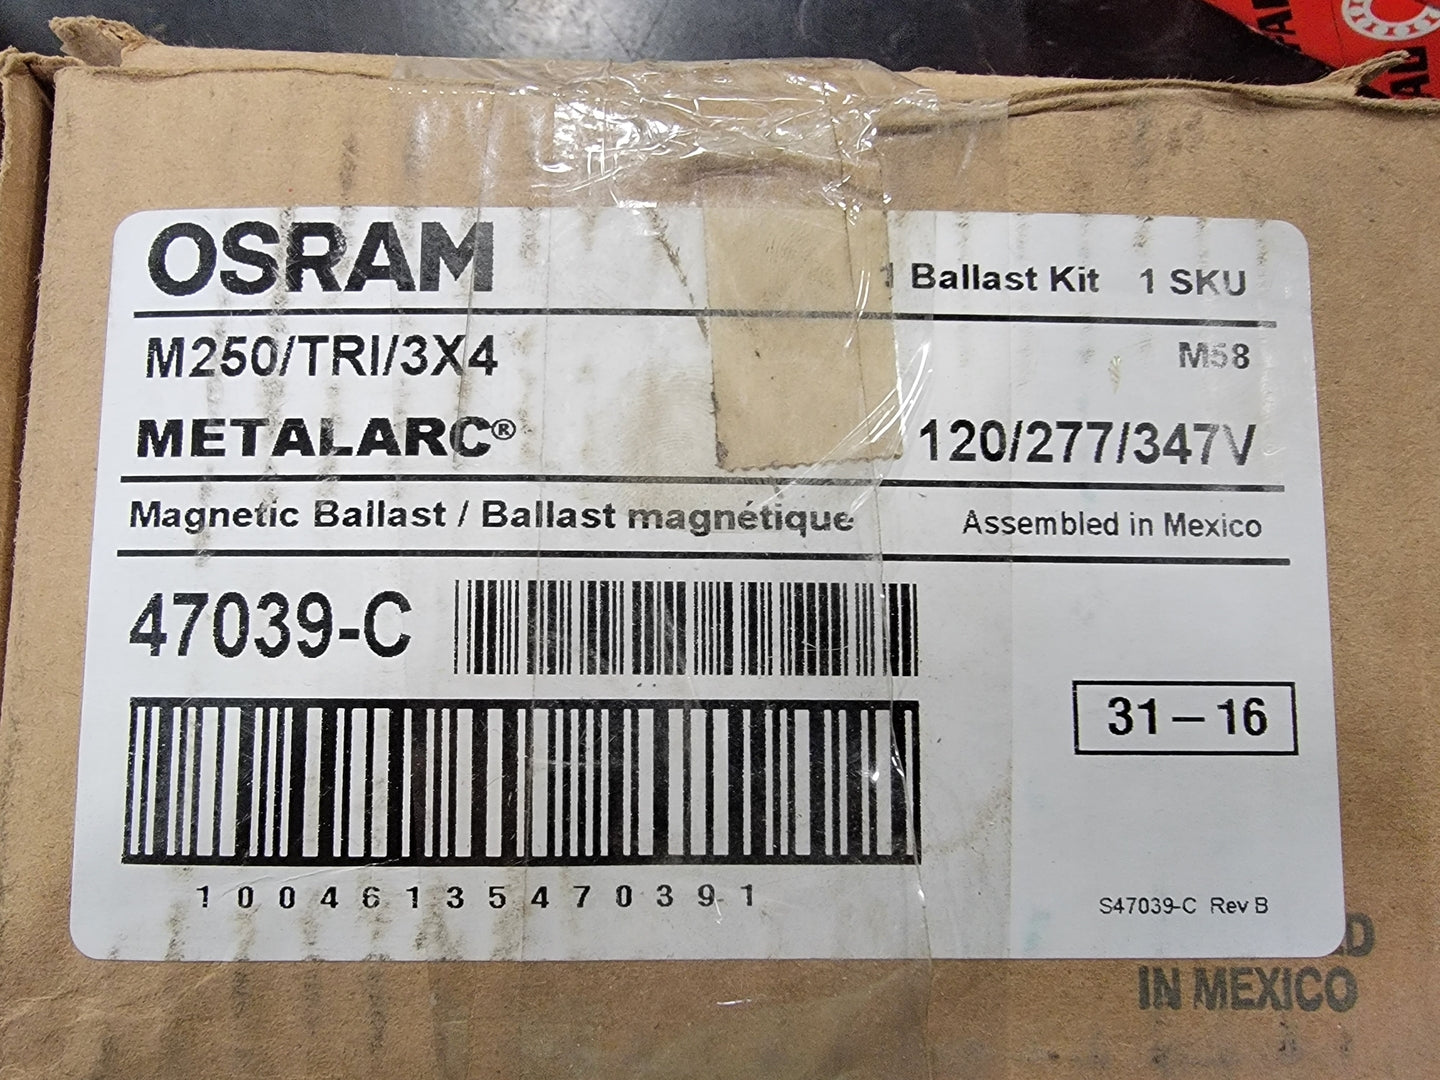 OSRAM
1 Ballast Kit 1 SKU
M250/TRI/3X4
M58
METALARC®
120/277/347V
Magnetic Ballast / Ballast magnétique
Assembled in Mexico
47039-C
31-16
10046135470391
S47039-C Rev B
IN MEXICO